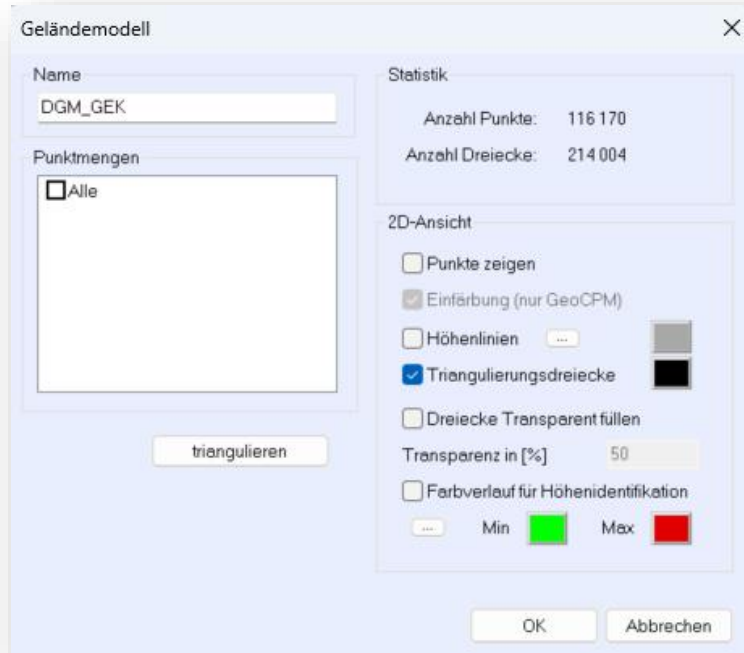 Geländemodell
Name
DGM_GEK
Punktmengen
Alle
triangulieren
Statistik
Anzahl Punkte: 116 170
Anzahl Dreiecke: 214 004
2D-Ansicht
Punkte zeigen
Einfärbung (nur GeoCPM)
Höhenlinien ...
Triangulierungsdreiecke
Dreiecke Transparent füllen
Transparenz in [%] 50
Farbverlauf für Höhenidentifikation
... Min Max
OK Abbrechen